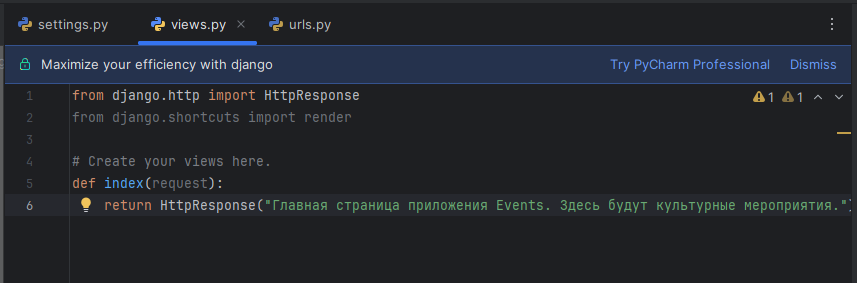 settings.py views.py urls.py
Maximize your efficiency with django Try PyCharm Professional Dismiss
1 from django.http import HttpResponse 1 1
2 from django.shortcuts import render
3
4 # Create your views here.
5 def index(request):
6 return HttpResponse("Главная страница приложения Events. Здесь будут культурные мероприятия.")